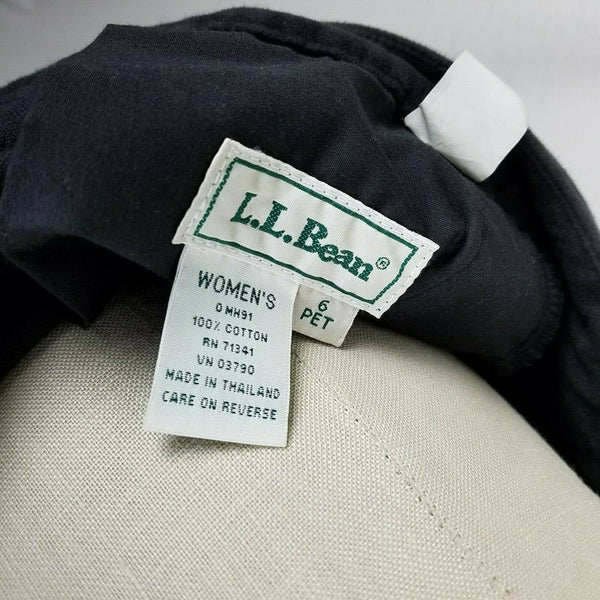 L.L.Bean®
6
PET
WOMEN'S
0 MH91
100% COTTON
RN 71341
VN 03790
MADE IN THAILAND
CARE ON REVERSE